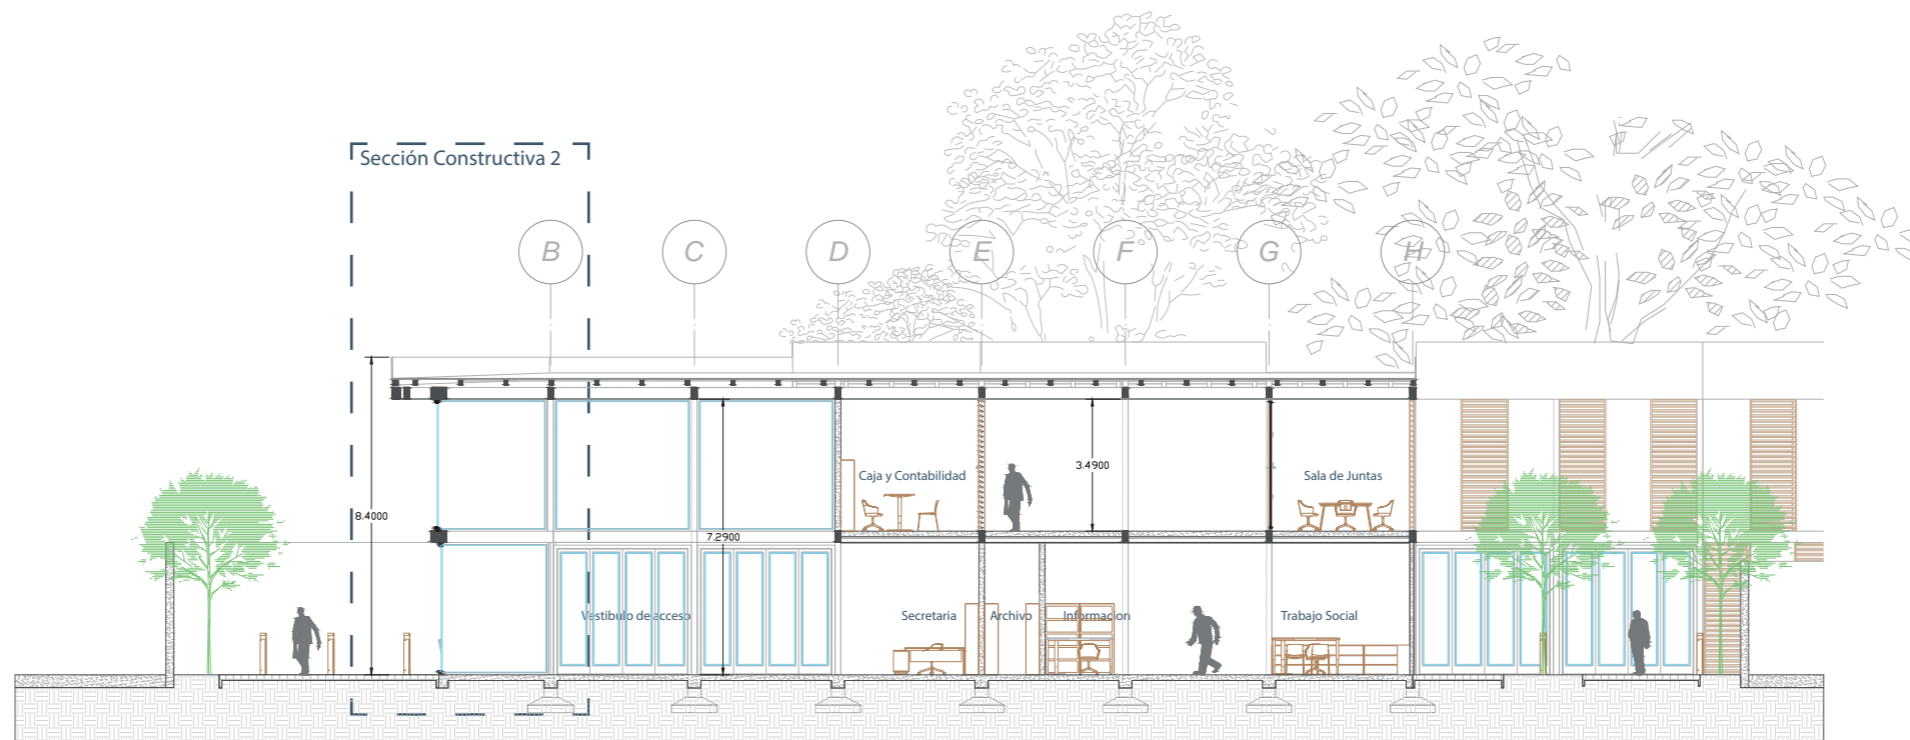 Sección Constructiva 2
B
C
D
E
F
G
H
Caja y Contabilidad
3.4900
Sala de Juntas
8.4000
7.2900
Vestibulo de acceso
Secretaria
Archivo
Informacion
Trabajo Social